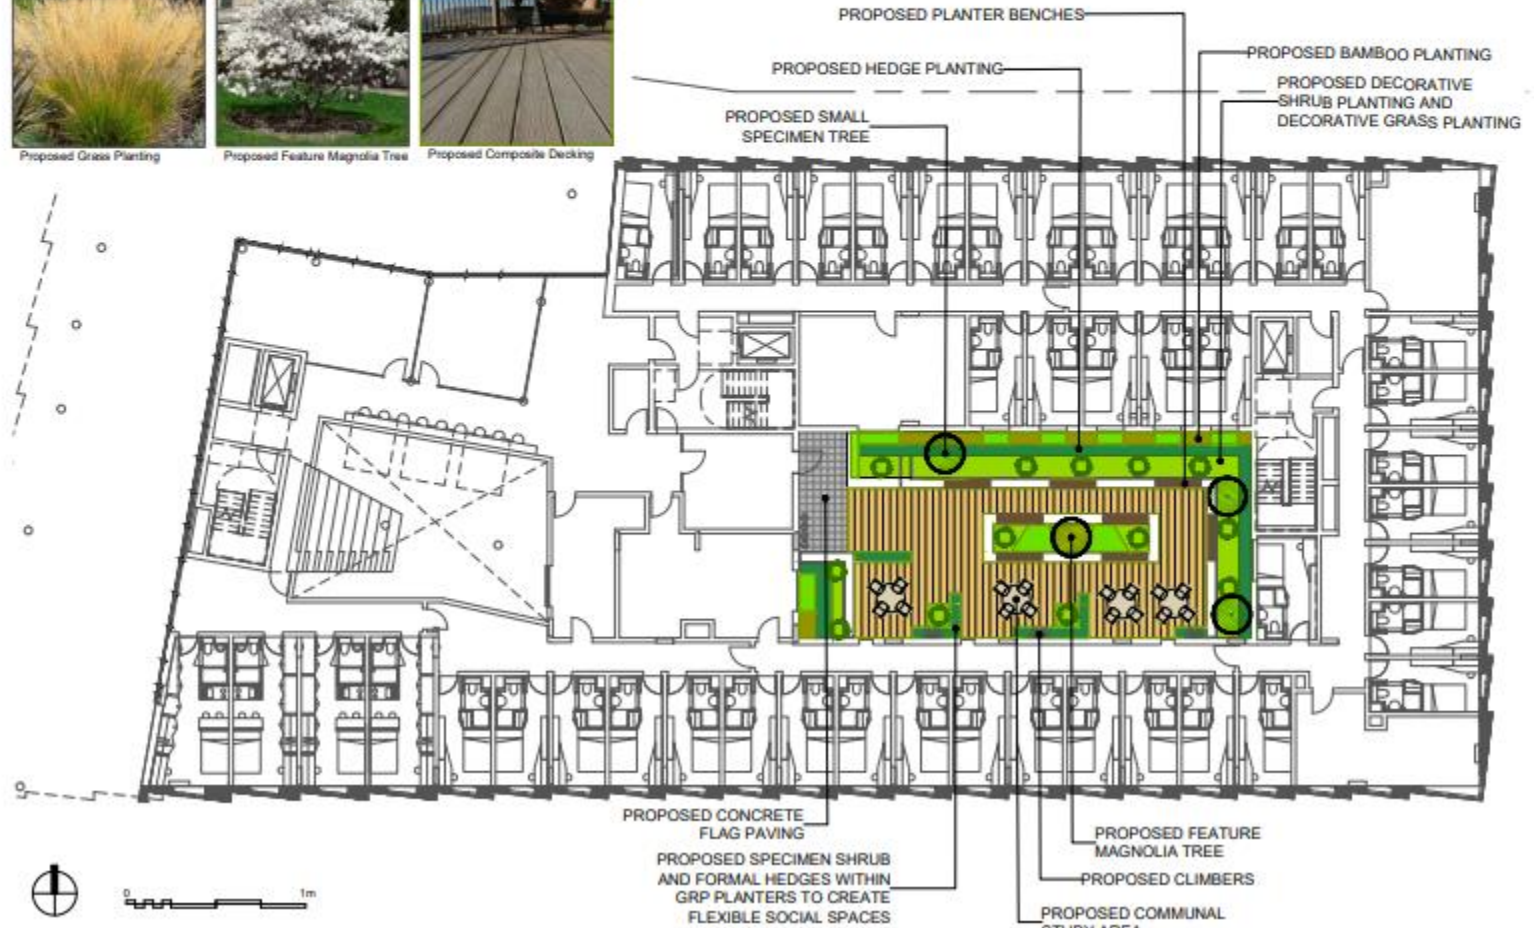 PROPOSED PLANTER BENCHES
PROPOSED BAMBOO PLANTING
PROPOSED HEDGE PLANTING
PROPOSED DECORATIVE
SHRUB PLANTING AND
DECORATIVE GRASS PLANTING
PROPOSED SMALL
SPECIMEN TREE
Proposed Grass Planting
Proposed Feature Magnolia Tree
Proposed Composite Decking
PROPOSED CONCRETE
FLAG PAVING
PROPOSED FEATURE
MAGNOLIA TREE
PROPOSED SPECIMEN SHRUB
AND FORMAL HEDGES WITHIN
GRP PLANTERS TO CREATE
FLEXIBLE SOCIAL SPACES
PROPOSED CLIMBERS
PROPOSED COMMUNAL
STUDY AREA
0
1m